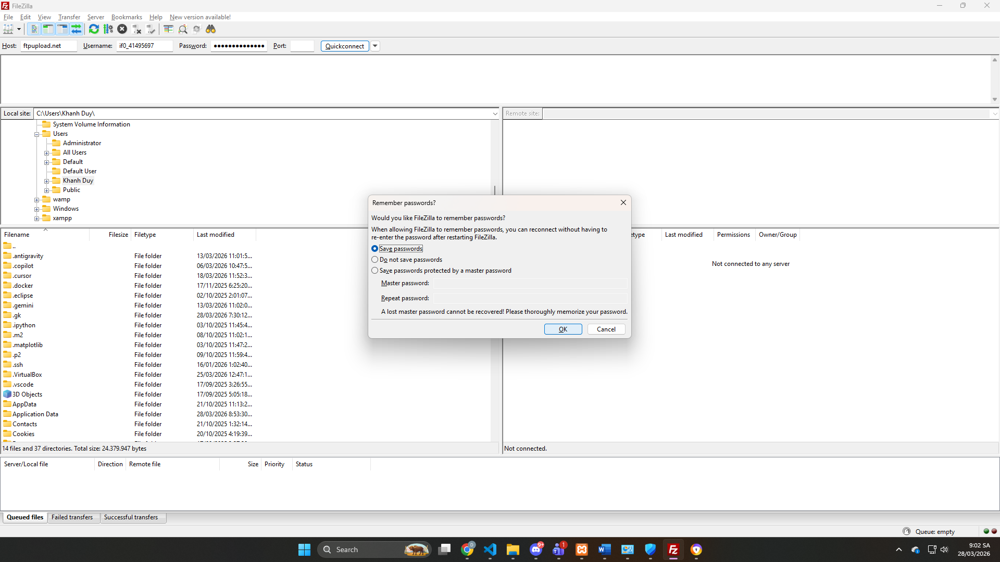 FileZilla
File Edit View Transfer Server Bookmarks Help New version available!
Host: ftpupload.net Username: if0_41495697 Password: ●●●●●●●●●●●●●● Port: Quickconnect
Local site: C:\Users\Khanh Duy\
Remote site:
System Volume Information
Users
Administrator
All Users
Default
Default User
Khanh Duy
Public
wamp
Windows
xampp
Remember passwords?
Would you like FileZilla to remember passwords?
When allowing FileZilla to remember passwords, you can reconnect without having to
re-enter the password after restarting FileZilla.
Save passwords
Do not save passwords
Save passwords protected by a master password
Master password:
Repeat password:
A lost master password cannot be recovered! Please thoroughly memorize your password.
OK Cancel
Filename Filesize Filetype Last modified
..
.antigravity File folder 13/03/2026 11:01:5...
.copilot File folder 06/03/2026 10:47:5...
.cursor File folder 18/03/2026 11:52:3...
.docker File folder 17/11/2025 6:25:20...
.eclipse File folder 02/10/2025 2:01:07...
.gemini File folder 13/03/2026 11:02:0...
.gk File folder 28/03/2026 7:30:12...
.ipython File folder 03/10/2025 11:45:4...
.m2 File folder 08/10/2025 11:02:1...
.matplotlib File folder 03/10/2025 11:47:2...
.p2 File folder 09/10/2025 11:59:4...
.ssh File folder 16/01/2026 1:02:40...
.VirtualBox File folder 25/03/2026 12:47:1...
.vscode File folder 17/09/2025 3:26:55...
3D Objects File folder 17/09/2025 5:05:18...
AppData File folder 21/10/2025 11:13:2...
Application Data File folder 28/03/2026 8:53:30...
Contacts File folder 21/10/2025 1:32:14...
Cookies File folder 20/10/2025 4:19:39...
14 files and 37 directories. Total size: 24.379.947 bytes
etype Last modified Permissions Owner/Group
Not connected to any server
Not connected.
Server/Local file Direction Remote file Size Priority Status
Queued files Failed transfers Successful transfers
Queue: empty
Search
D
9+
1
9:02 SA
28/03/2026